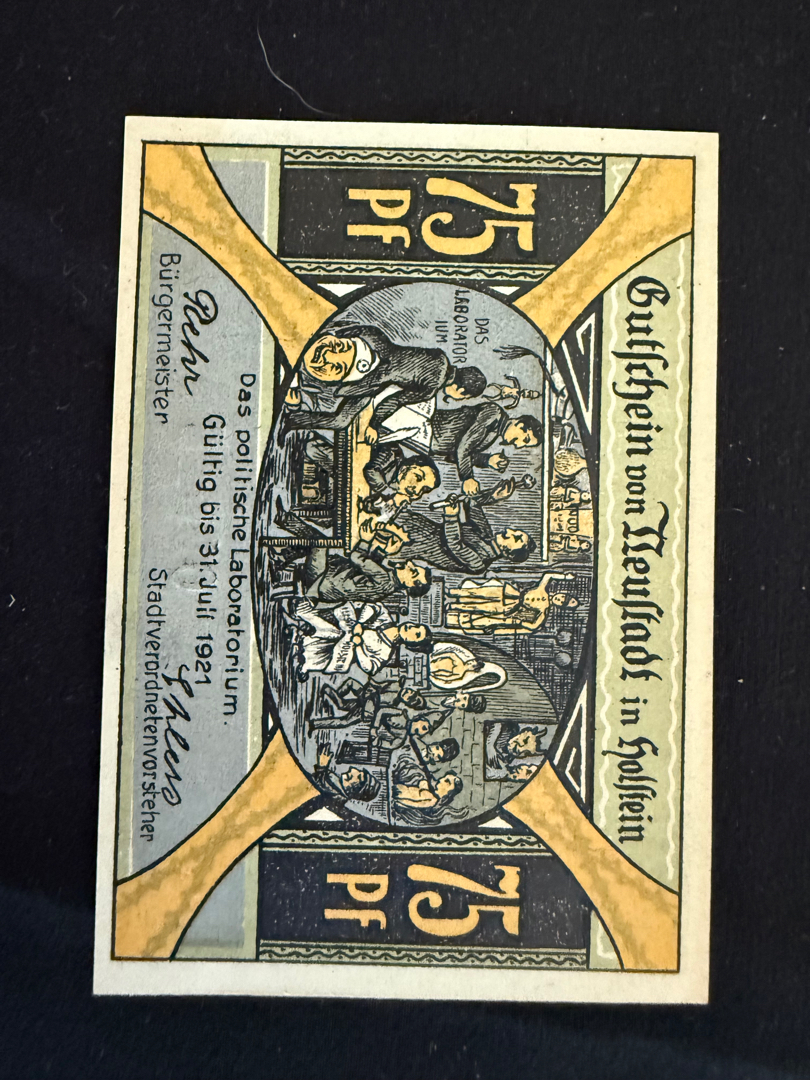 Gutschein von Neustadt in Holstein
75
PF
75
PF
DAS
LABORATOR
IUM
Das politische Laboratorium.
Gültig bis 31. Juli 1921
Bürgermeister
Stadtverordnetenvorsteher